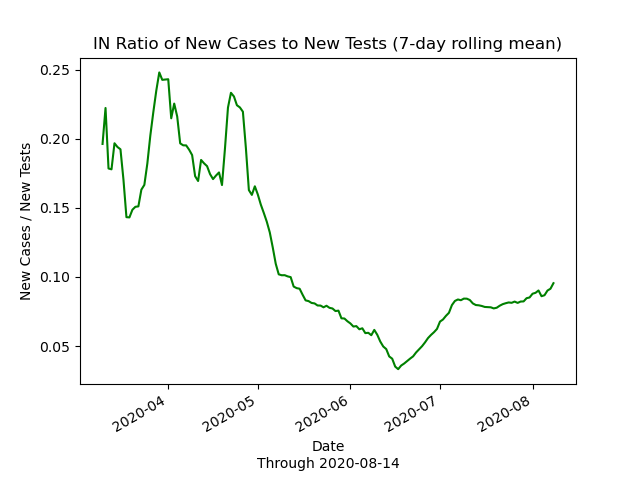 IN Ratio of New Cases to New Tests (7-day rolling mean)
New Cases / New Tests
0.25
0.20
0.15
0.10
0.05
2020-04
2020-05
2020-06
2020-07
2020-08
Date
Through 2020-08-14